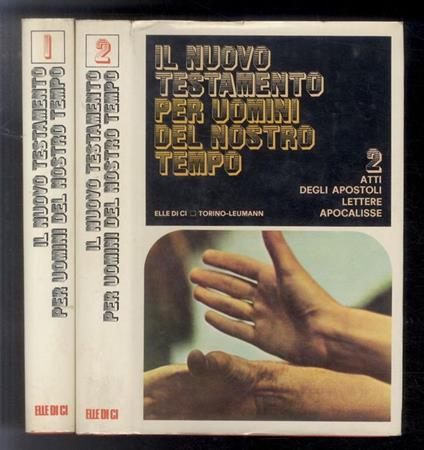 1
IL NUOVO TESTAMENTO
PER UOMINI DEL NOSTRO TEMPO
ELLE DI CI
2
IL NUOVO TESTAMENTO
PER UOMINI DEL NOSTRO TEMPO
ELLE DI CI
IL NUOVO
TESTAMENTO
PER UOMINI
DEL NOSTRO
TEMPO
2
ATTI
DEGLI APOSTOLI
LETTERE
APOCALISSE
ELLE DI CI □ TORINO-LEUMANN